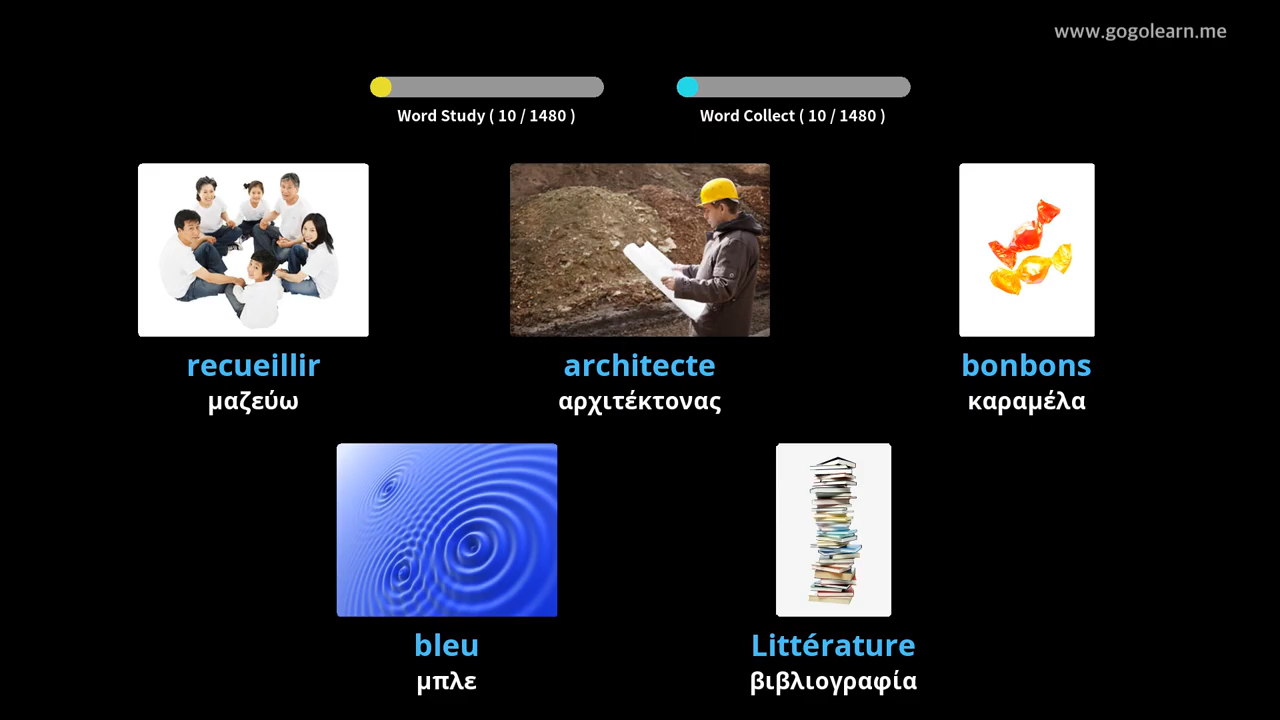 www.gogolearn.me
Word Study ( 10 / 1480 )
Word Collect ( 10 / 1480 )
recueillir
μαζεύω
architecte
αρχιτέκτονας
bonbons
καραμέλα
bleu
μπλε
Littérature
βιβλιογραφία